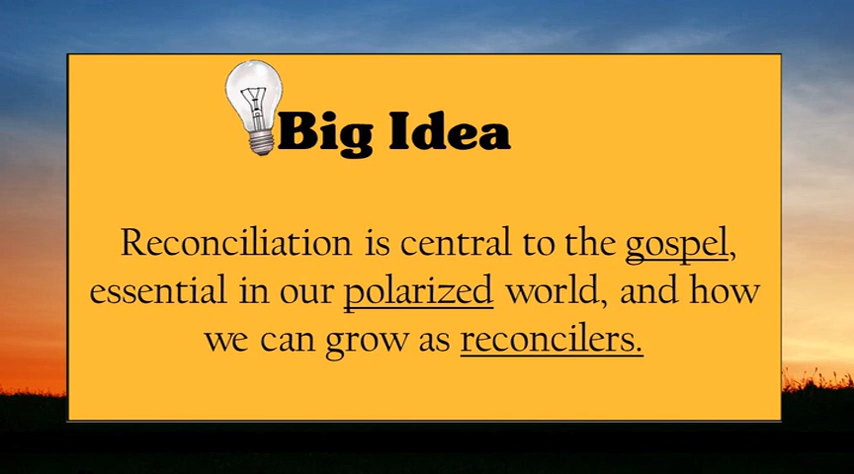 Big Idea
Reconciliation is central to the gospel,
essential in our polarized world, and how
we can grow as reconcilers.